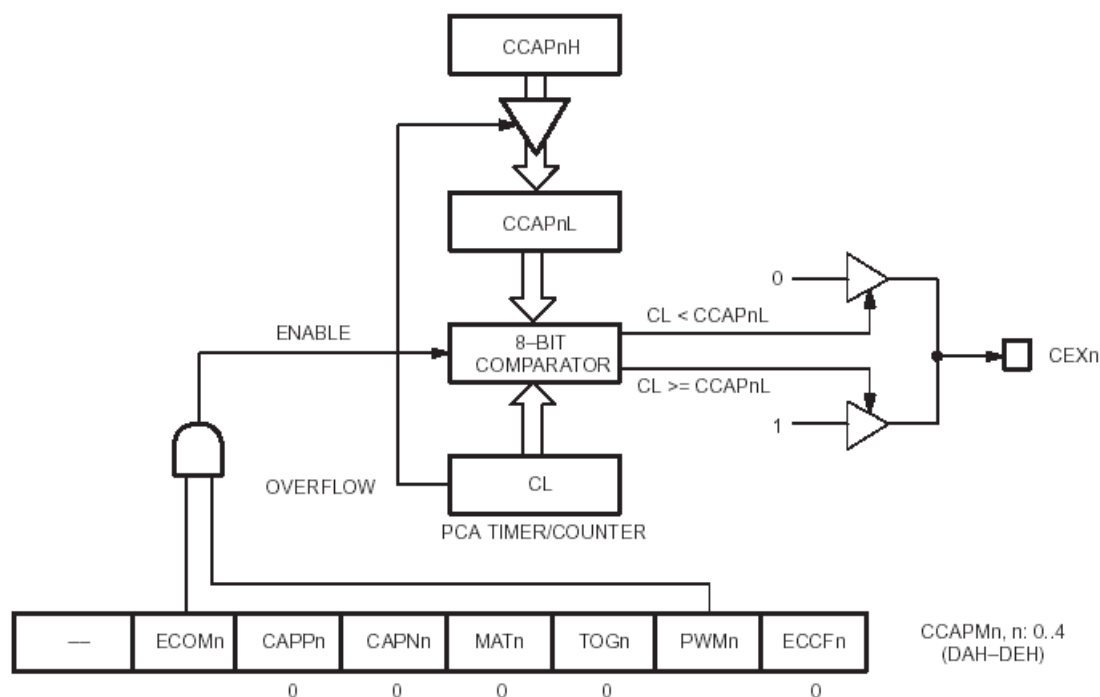 CCAPnH
CCAPnL
0
CL < CCAPnL
ENABLE
8–BIT
COMPARATOR
CEXn
CL >= CCAPnL
1
OVERFLOW
CL
PCA TIMER/COUNTER
— ECOMn CAPPn CAPNn MATn TOGn PWMn ECCFn
CCAPMn, n: 0..4
(DAH–DEH)
0 0 0 0 0